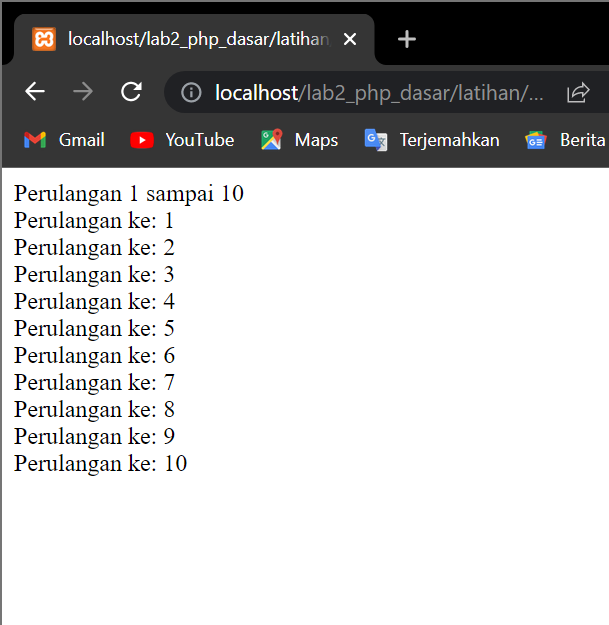 localhost/lab2_php_dasar/latihan
localhost/lab2_php_dasar/latihan/...
Gmail YouTube Maps Terjemahkan Berita
Perulangan 1 sampai 10
Perulangan ke: 1
Perulangan ke: 2
Perulangan ke: 3
Perulangan ke: 4
Perulangan ke: 5
Perulangan ke: 6
Perulangan ke: 7
Perulangan ke: 8
Perulangan ke: 9
Perulangan ke: 10